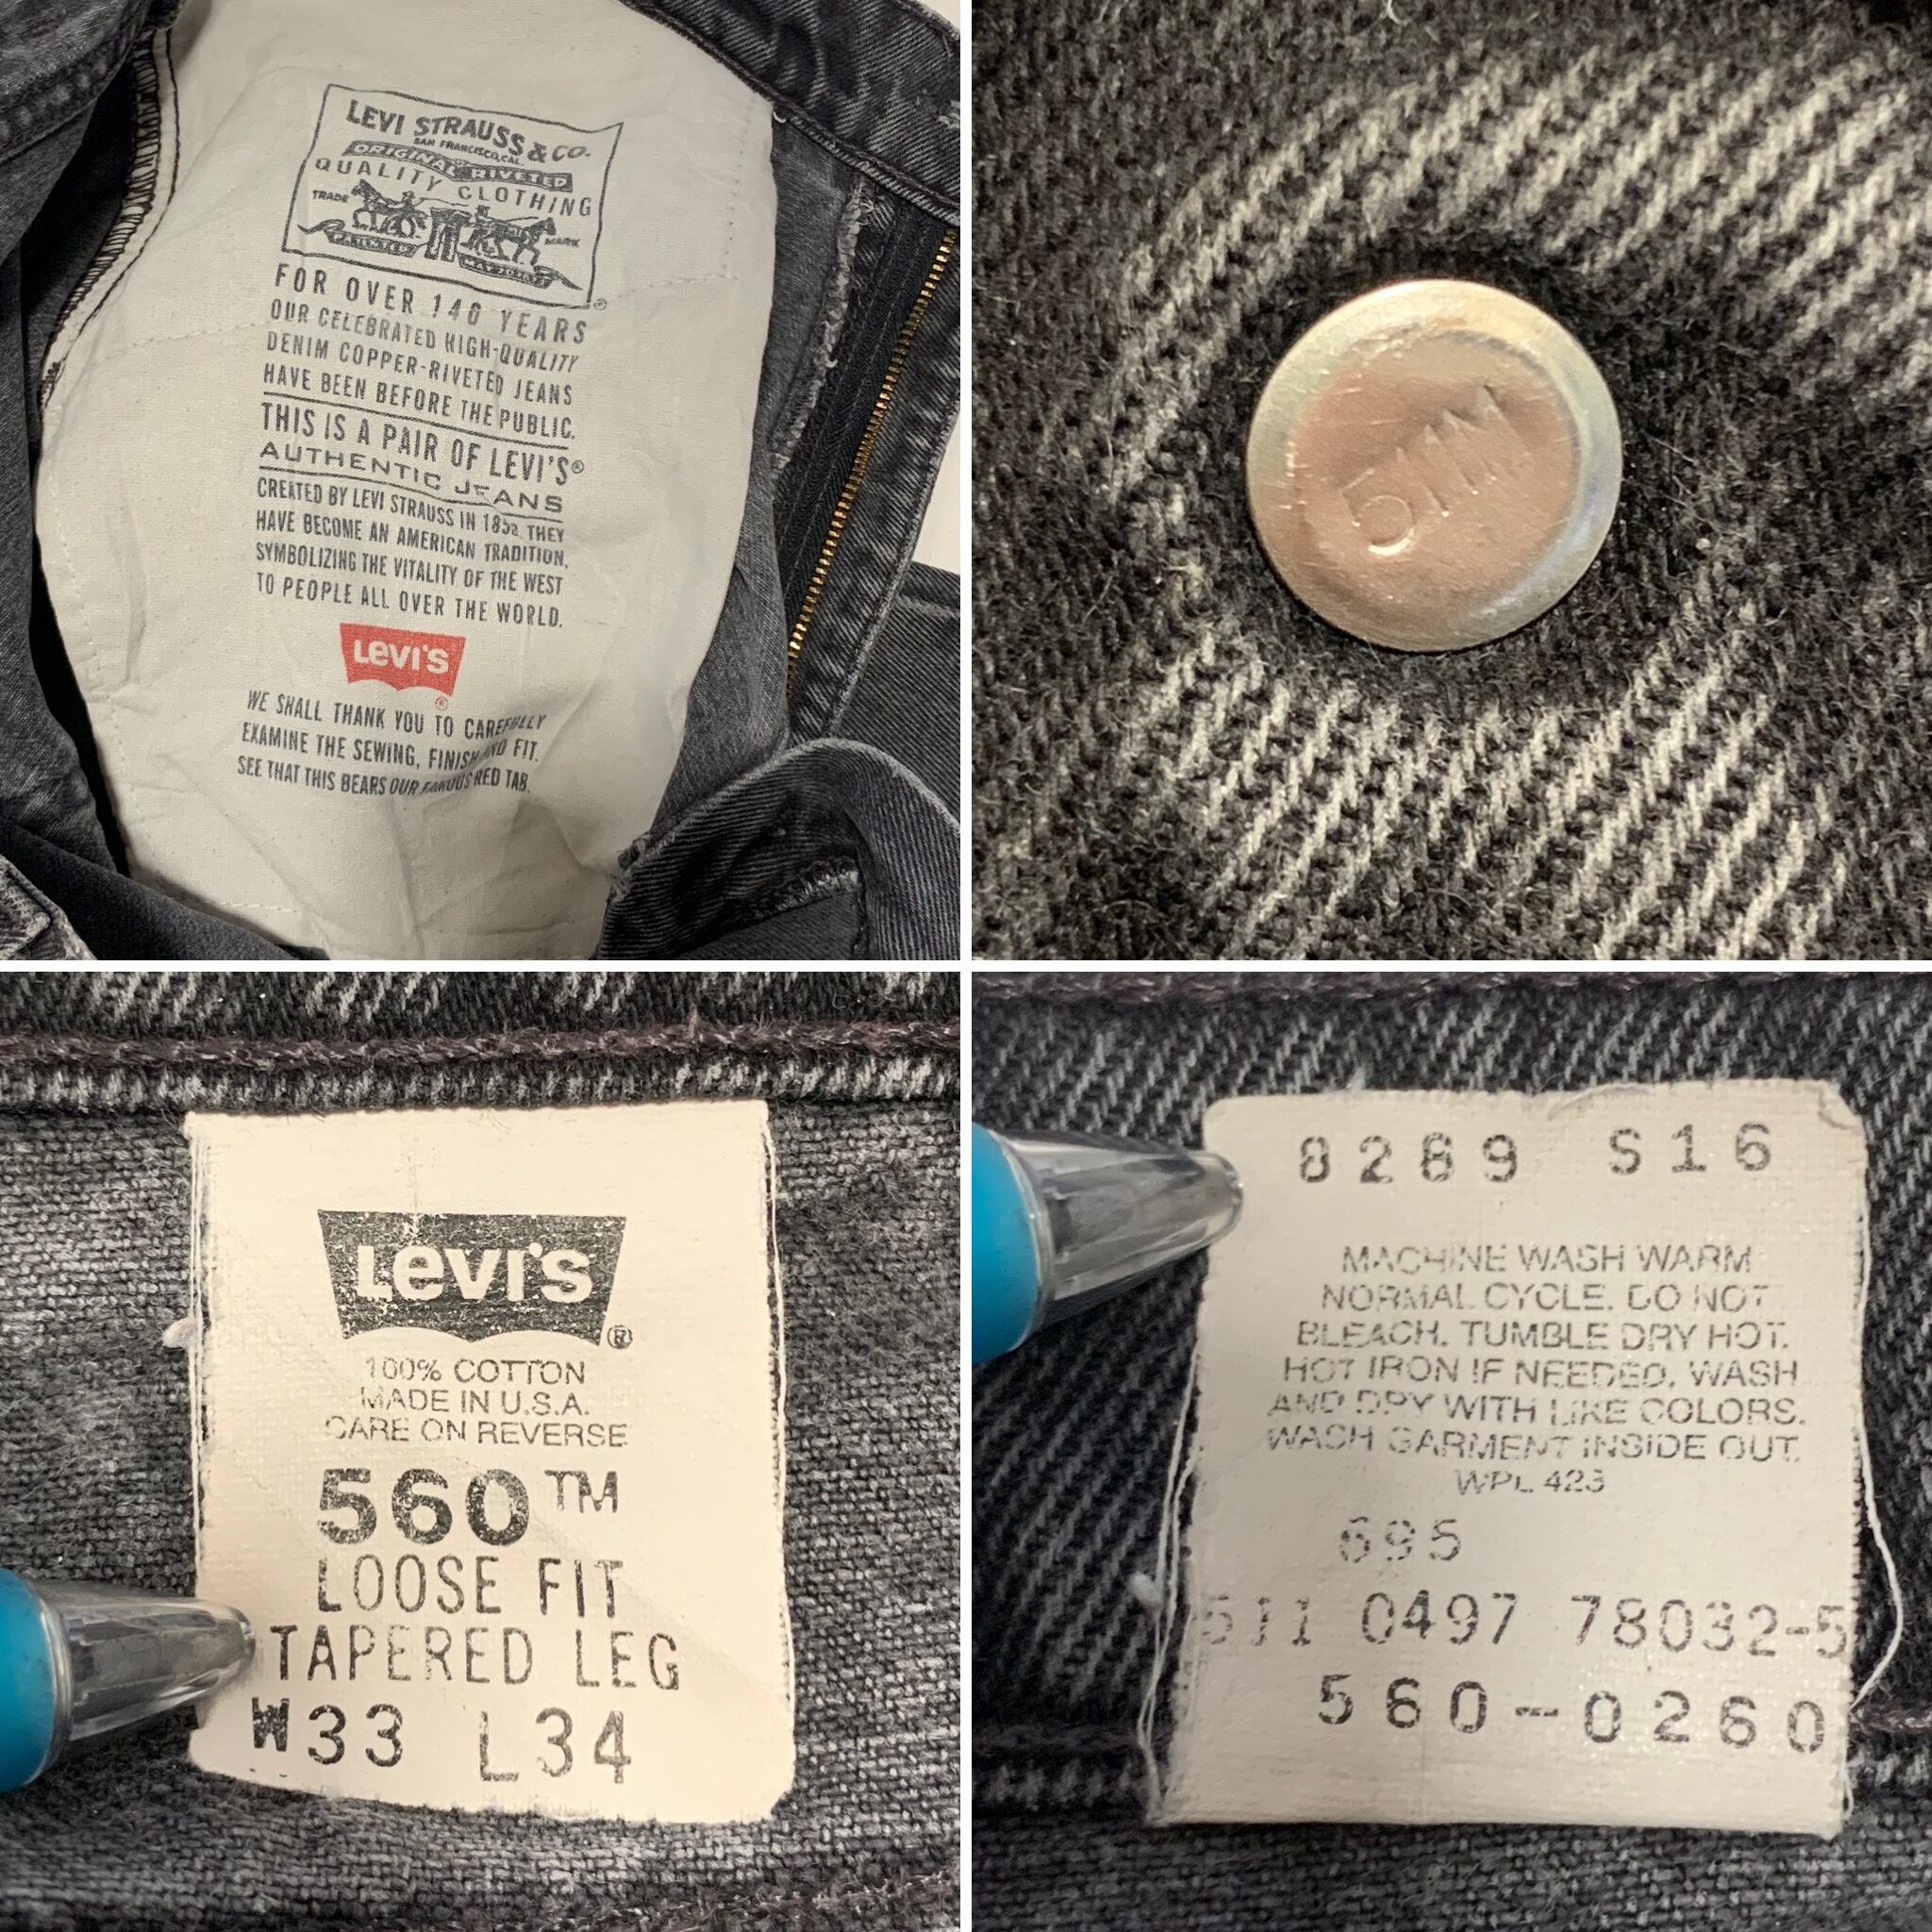 LEVI STRAUSS & CO.
SAN FRANCISCO, CAL.
ORIGINAL RIVETED
QUALITY CLOTHING
TRADE MARK
PATENTED MAY 20 1873
®
FOR OVER 140 YEARS
OUR CELEBRATED HIGH-QUALITY
DENIM COPPER-RIVETED JEANS
HAVE BEEN BEFORE THE PUBLIC.
THIS IS A PAIR OF LEVI'S®
AUTHENTIC JEANS
CREATED BY LEVI STRAUSS IN 1853. THEY
HAVE BECOME AN AMERICAN TRADITION,
SYMBOLIZING THE VITALITY OF THE WEST
TO PEOPLE ALL OVER THE WORLD.
Levi's
®
WE SHALL THANK YOU TO CAREFULLY
EXAMINE THE SEWING, FINISH AND FIT.
SEE THAT THIS BEARS OUR FAMOUS RED TAB.
Levi's®
100% COTTON
MADE IN U.S.A.
CARE ON REVERSE
560™
LOOSE FIT
TAPERED LEG
W33 L34
8289 S16
MACHINE WASH WARM
NORMAL CYCLE. DO NOT
BLEACH. TUMBLE DRY HOT.
HOT IRON IF NEEDED. WASH
AND DRY WITH LIKE COLORS.
WASH GARMENT INSIDE OUT.
WPL 423
695
511 0497 78032-5
560-0260